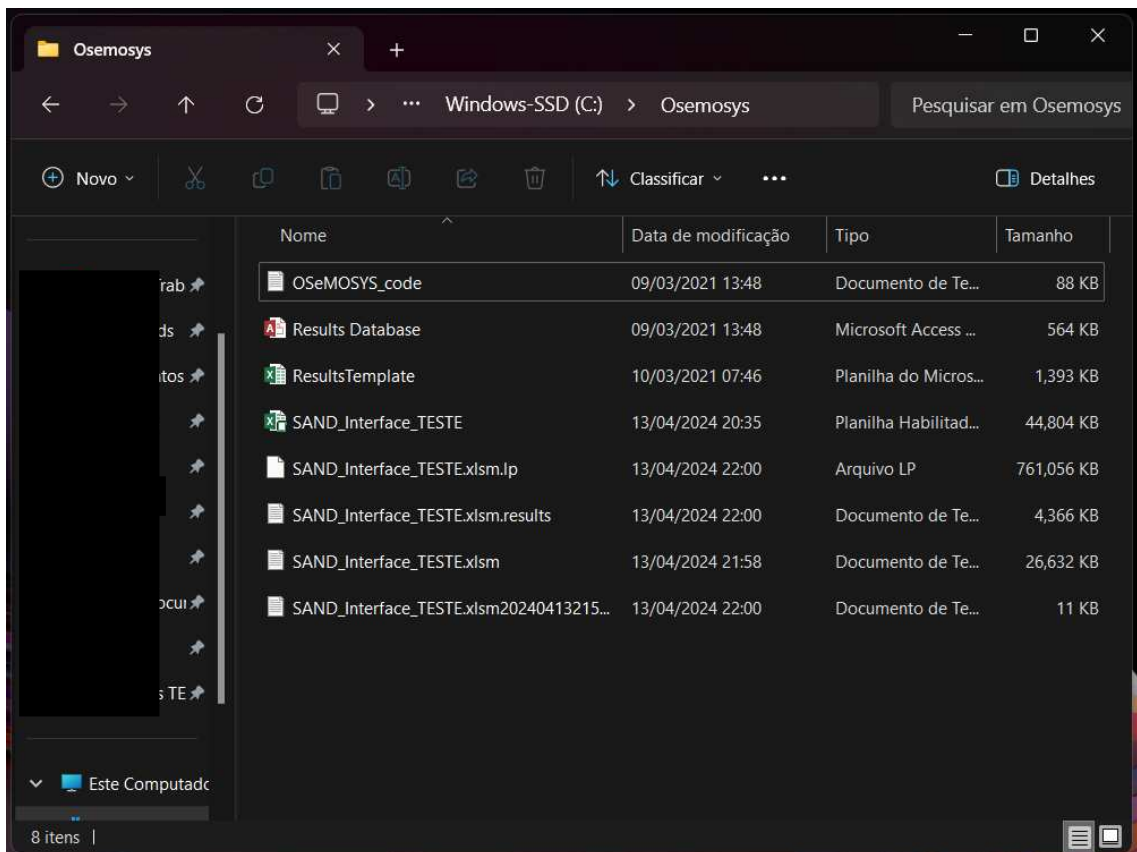 Osemosys
Windows-SSD (C:) > Osemosys Pesquisar em Osemosys
Novo Classificar ... Detalhes
Nome Data de modificação Tipo Tamanho
OSeMOSYS_code 09/03/2021 13:48 Documento de Te... 88 KB
Results Database 09/03/2021 13:48 Microsoft Access ... 564 KB
ResultsTemplate 10/03/2021 07:46 Planilha do Micros... 1,393 KB
SAND_Interface_TESTE 13/04/2024 20:35 Planilha Habilitad... 44,804 KB
SAND_Interface_TESTE.xlsm.lp 13/04/2024 22:00 Arquivo LP 761,056 KB
SAND_Interface_TESTE.xlsm.results 13/04/2024 22:00 Documento de Te... 4,366 KB
SAND_Interface_TESTE.xlsm 13/04/2024 21:58 Documento de Te... 26,632 KB
SAND_Interface_TESTE.xlsm20240413215... 13/04/2024 22:00 Documento de Te... 11 KB
s TE
Este Computad
8 itens